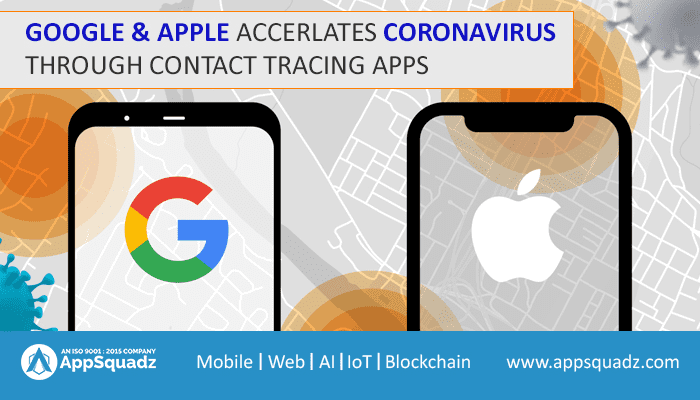 GOOGLE & APPLE ACCERLATES CORONAVIRUS
THROUGH CONTACT TRACING APPS
AN ISO 9001 : 2015 COMPANY
AppSquadz
Mobile | Web | AI | IoT | Blockchain
www.appsquadz.com